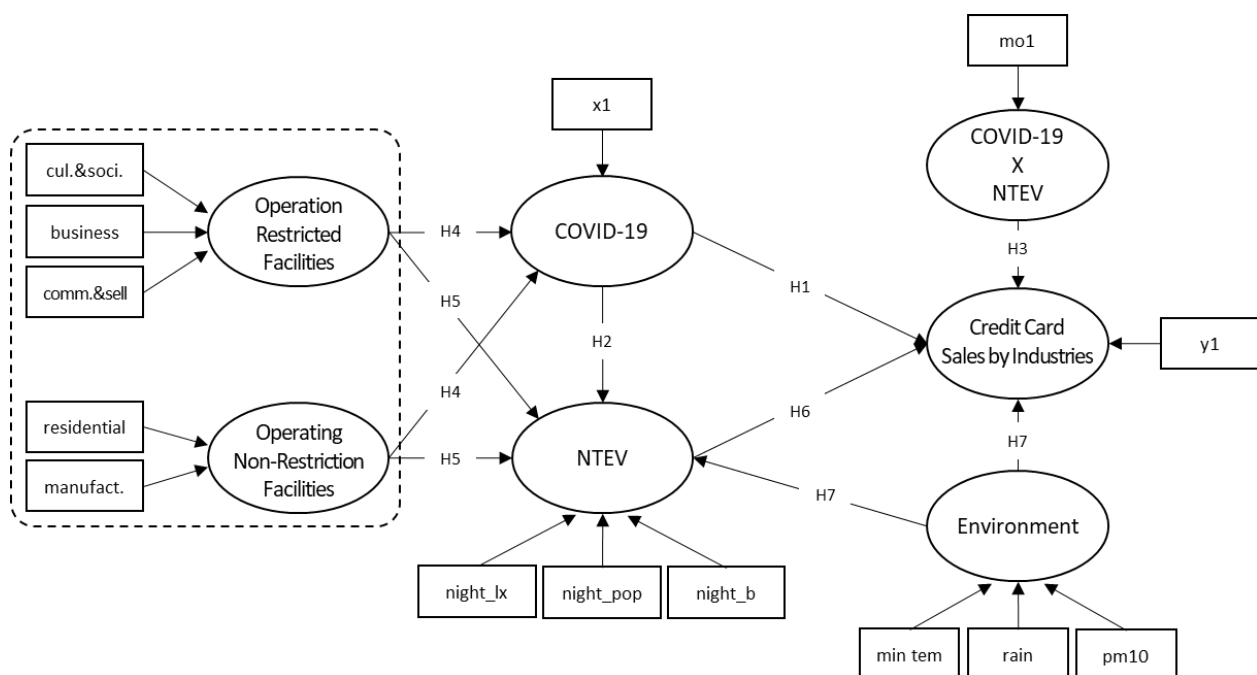 mo1
x1
COVID-19
X
NTEV
cul.&soci.
business
comm.&sell
Operation
Restricted
Facilities
H4
COVID-19
H3
H1
H5
H2
Credit Card
Sales by Industries
y1
H4
H6
residential
manufact.
Operating
Non-Restriction
Facilities
H5
NTEV
H7
H7
Environment
night_lx
night_pop
night_b
min tem
rain
pm10